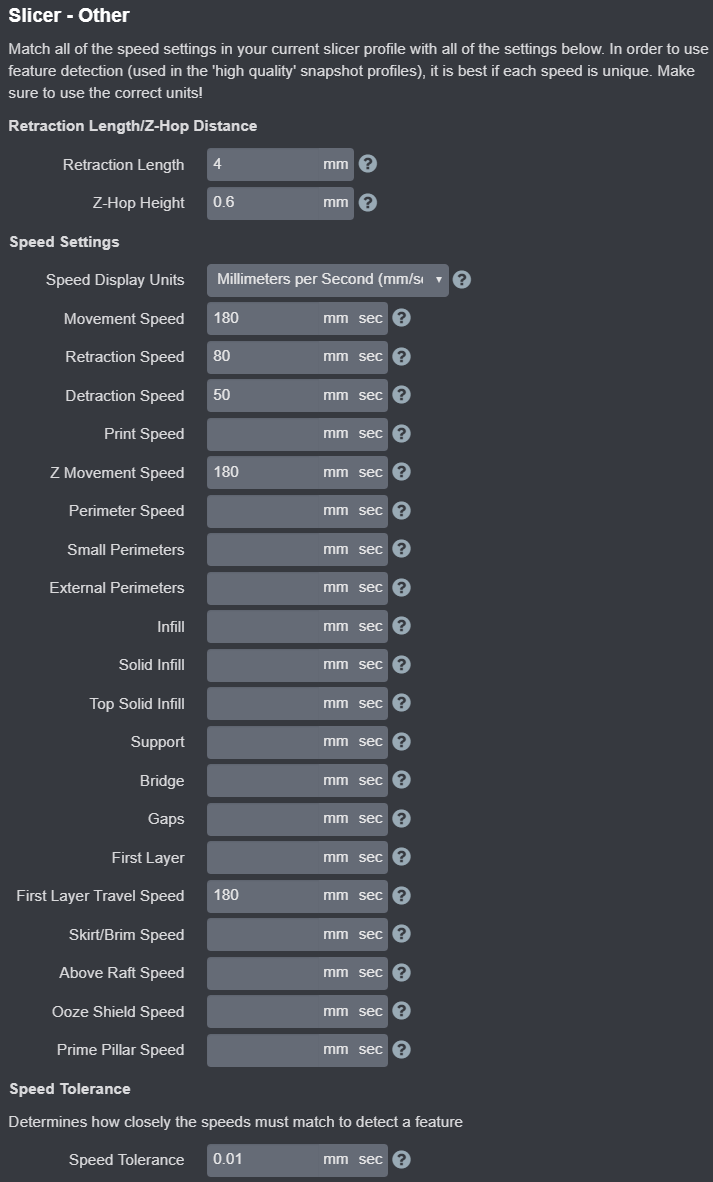 Slicer - Other
Match all of the speed settings in your current slicer profile with all of the settings below. In order to use
feature detection (used in the 'high quality' snapshot profiles), it is best if each speed is unique. Make
sure to use the correct units!
Retraction Length/Z-Hop Distance
Retraction Length 4 mm ?
Z-Hop Height 0.6 mm ?
Speed Settings
Speed Display Units Millimeters per Second (mm/se ?
Movement Speed 180 mm sec ?
Retraction Speed 80 mm sec ?
Detraction Speed 50 mm sec ?
Print Speed mm sec ?
Z Movement Speed 180 mm sec ?
Perimeter Speed mm sec ?
Small Perimeters mm sec ?
External Perimeters mm sec ?
Infill mm sec ?
Solid Infill mm sec ?
Top Solid Infill mm sec ?
Support mm sec ?
Bridge mm sec ?
Gaps mm sec ?
First Layer mm sec ?
First Layer Travel Speed 180 mm sec ?
Skirt/Brim Speed mm sec ?
Above Raft Speed mm sec ?
Ooze Shield Speed mm sec ?
Prime Pillar Speed mm sec ?
Speed Tolerance
Determines how closely the speeds must match to detect a feature
Speed Tolerance 0.01 mm sec ?